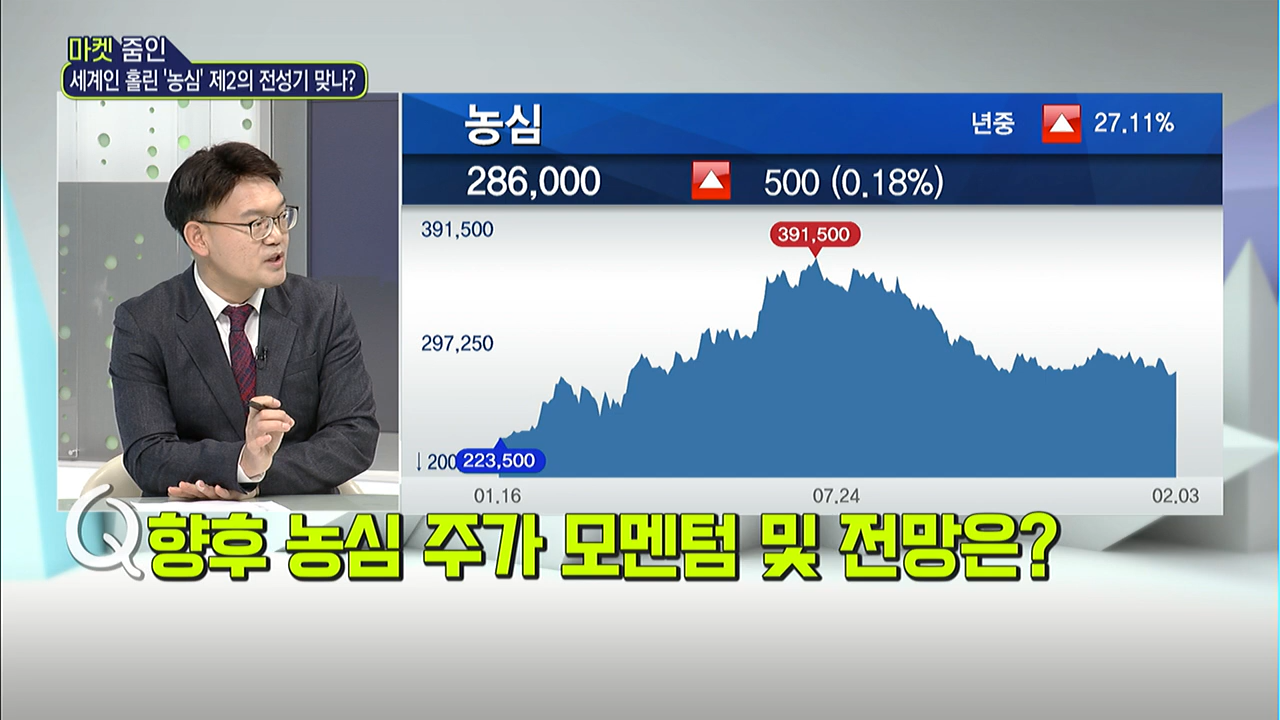 마켓 줌인
세계인 홀린 '농심' 제2의 전성기 맞나?
농심 년중 ▲ 27.11%
286,000 ▲ 500 (0.18%)
391,500
391,500
297,250
↓200
223,500
01.16 07.24 02.03
Q 향후 농심 주가 모멘텀 및 전망은?